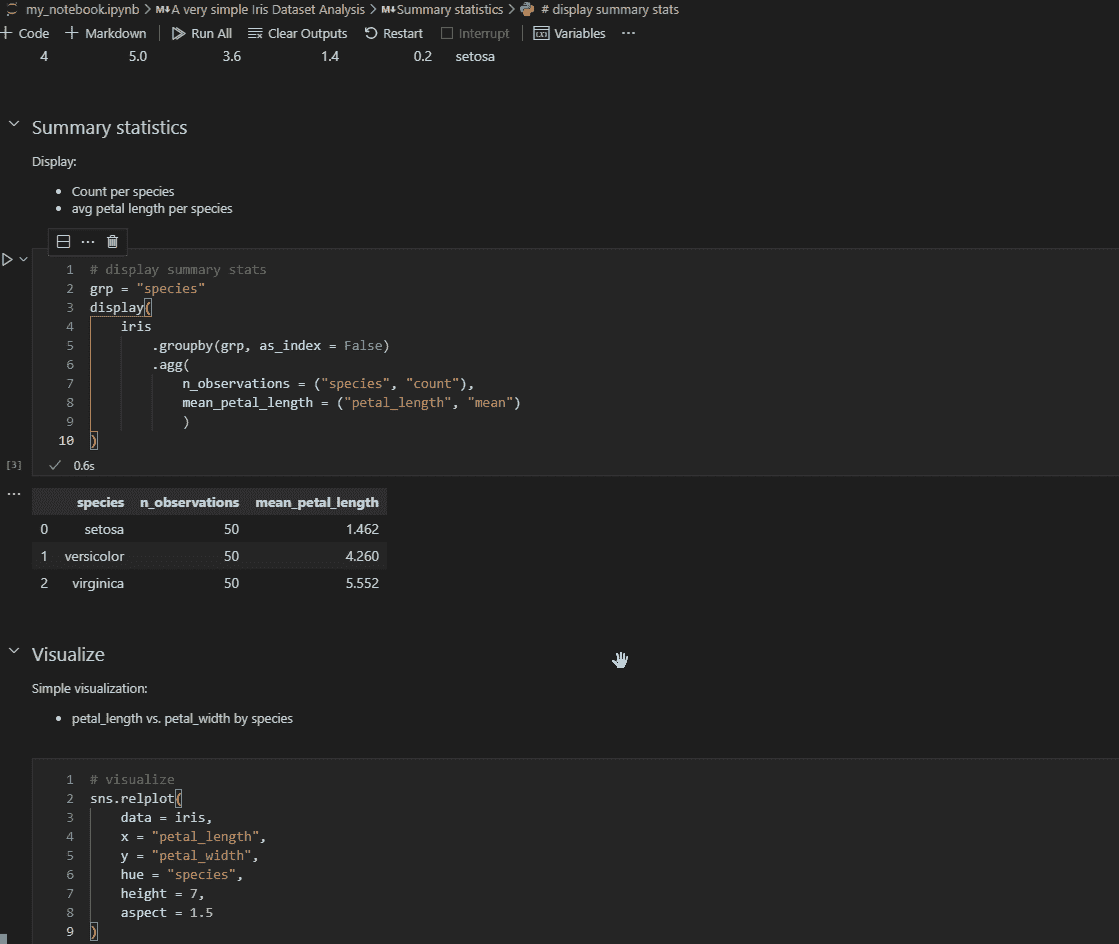 my_notebook.ipynb > M↓A very simple Iris Dataset Analysis > M↓Summary statistics > # display summary stats
+ Code + Markdown | Run All Clear Outputs Restart Interrupt | Variables ...
4 5.0 3.6 1.4 0.2 setosa
Summary statistics
Display:
• Count per species
• avg petal length per species
...
1 # display summary stats
2 grp = "species"
3 display(
4     iris
5         .groupby(grp, as_index = False)
6         .agg(
7             n_observations = ("species", "count"),
8             mean_petal_length = ("petal_length", "mean")
9             )
10 )
[3] ✓ 0.6s
...
species n_observations mean_petal_length
0 setosa 50 1.462
1 versicolor 50 4.260
2 virginica 50 5.552
Visualize
Simple visualization:
• petal_length vs. petal_width by species
1 # visualize
2 sns.relplot(
3     data = iris,
4     x = "petal_length",
5     y = "petal_width",
6     hue = "species",
7     height = 7,
8     aspect = 1.5
9 )